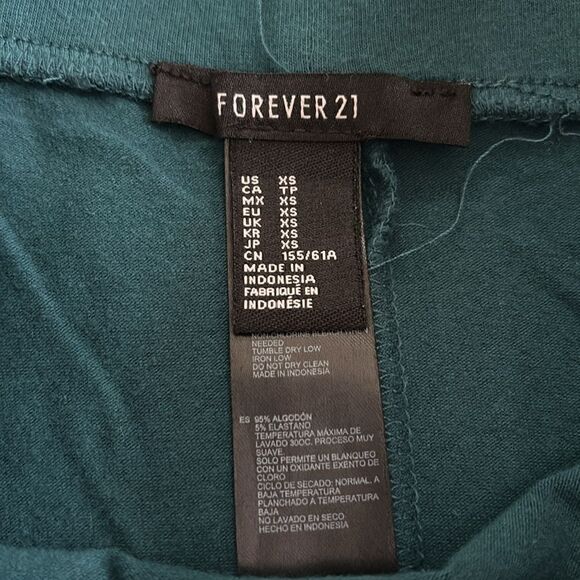 FOREVER 21
US XS
CA TP
MX XS
EU XS
UK XS
KR XS
JP XS
CN 155/61A
MADE IN
INDONESIA
FABRIQUÉ EN
INDONÉSIE
NEEDED
TUMBLE DRY LOW
IRON LOW
DO NOT DRY CLEAN
MADE IN INDONESIA
ES 95% ALGODÓN
5% ELASTANO
TEMPERATURA MÁXIMA DE
LAVADO 30OC. PROCESO MUY
SUAVE
SOLO PERMITE UN BLANQUEO
CON UN OXIDANTE EXENTO DE
CLORO
CICLO DE SECADO: NORMAL. A
BAJA TEMPERATURA
PLANCHADO A TEMPERATURA
BAJA
NO LAVADO EN SECO
HECHO EN INDONESIA